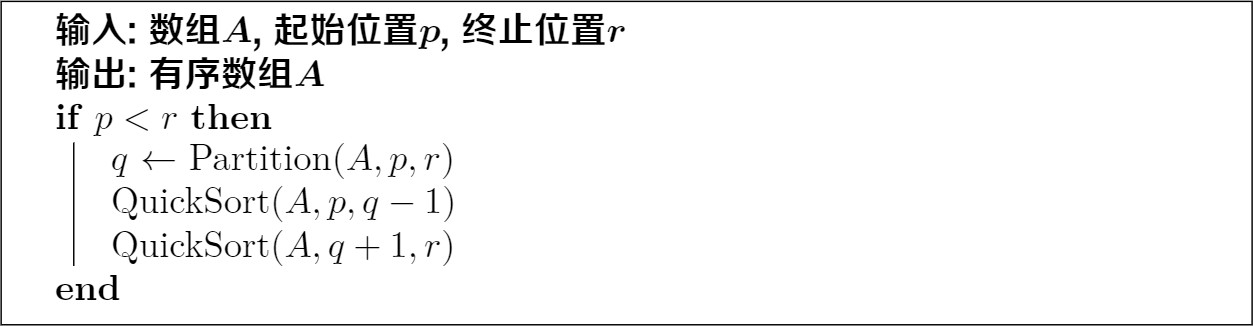 输入: 数组A, 起始位置p, 终止位置r
输出: 有序数组A
if p < r then
q ← Partition(A, p, r)
QuickSort(A, p, q − 1)
QuickSort(A, q + 1, r)
end